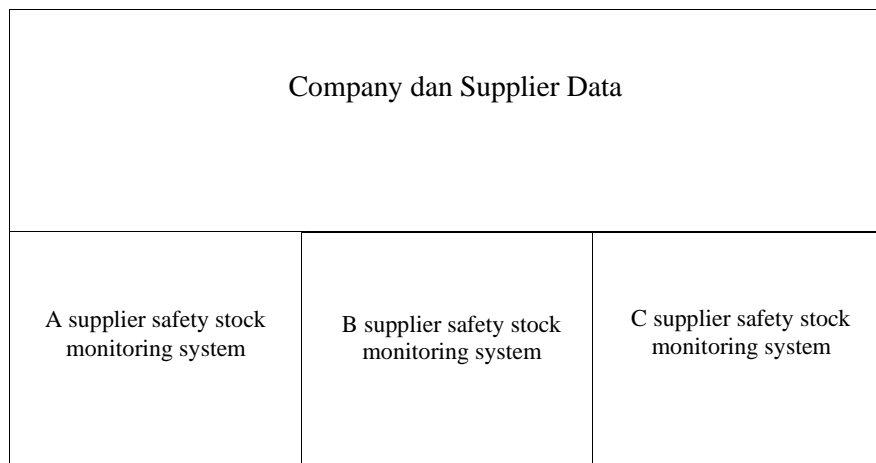 Company dan Supplier Data
A supplier safety stock
monitoring system
B supplier safety stock
monitoring system
C supplier safety stock
monitoring system